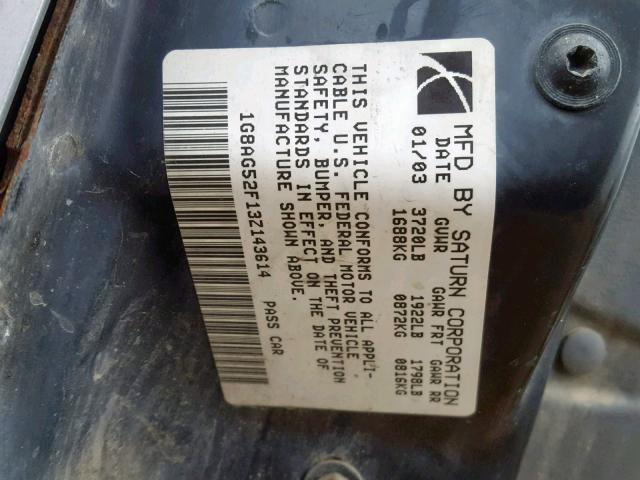 MFD BY SATURN CORPORATION
DATE GVWR GAWR FRT GAWR RR
01/03 3720LB 1922LB 1798LB
1688KG 0872KG 0816KG
THIS VEHICLE CONFORMS TO ALL APPLI-
CABLE U.S. FEDERAL MOTOR VEHICLE
SAFETY, BUMPER, AND THEFT PREVENTION
STANDARDS IN EFFECT ON THE DATE OF
MANUFACTURE SHOWN ABOVE.
1G8AG52F13Z143614 PASS CAR